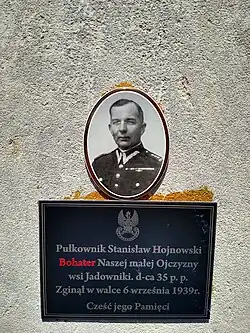 Pułkownik Stanisław Hojnowski
Bohater Naszej małej Ojczyzny
wsi Jadowniki. d-ca 35 p. p.
Zginął w walce 6 września 1939r.
Cześć jego Pamięci